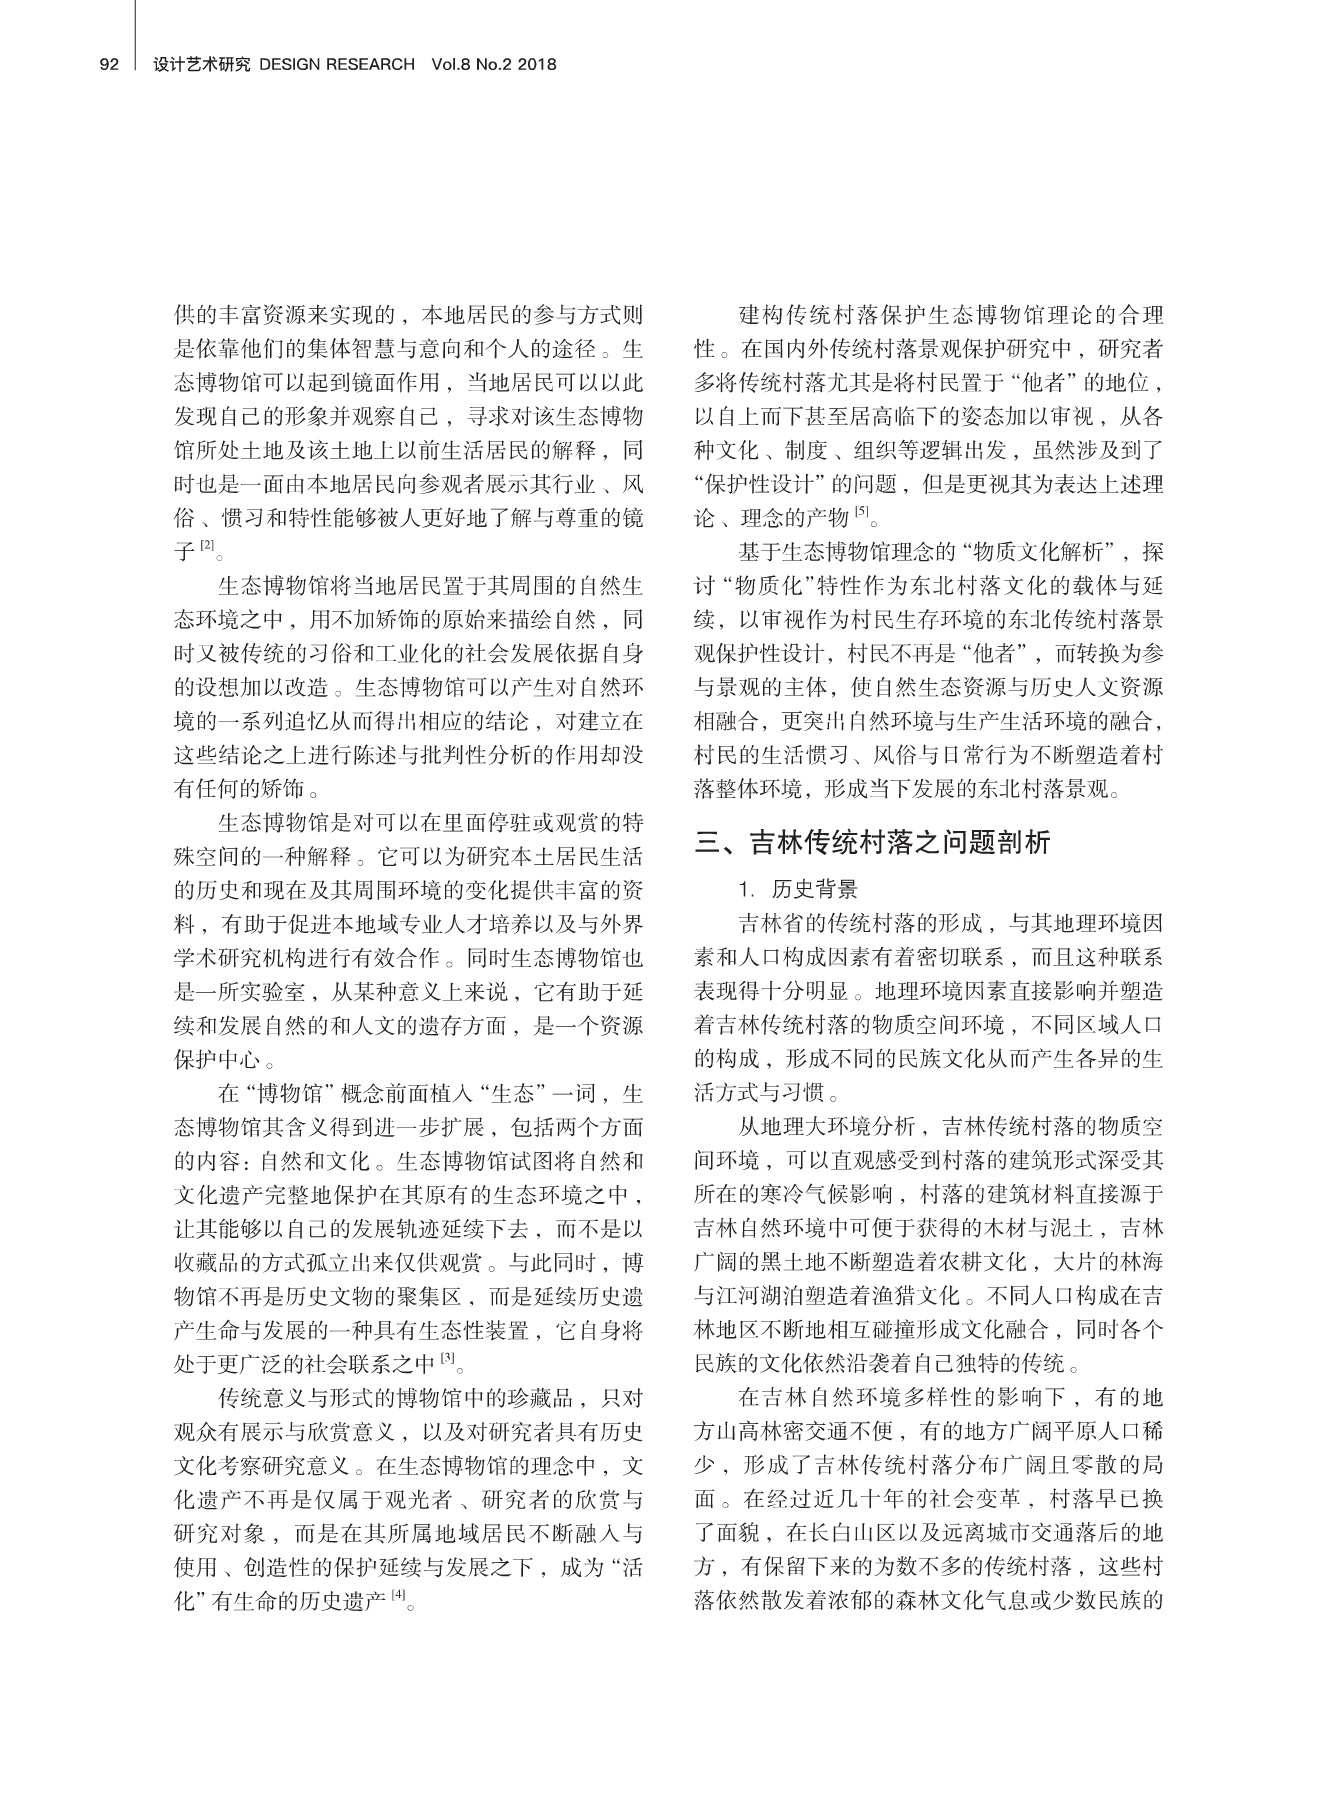 92 设计艺术研究 DESIGN RESEARCH Vol.8 No.2 2018
供的丰富资源来实现的，本地居民的参与方式则
是依靠他们的集体智慧与意向和个人的途径。生
态博物馆可以起到镜面作用，当地居民可以以此
发现自己的形象并观察自己，寻求对该生态博物
馆所处土地及该土地上以前生活居民的解释，同
时也是一面由本地居民向参观者展示其行业、风
俗、惯习和特性能够被人更好地了解与尊重的镜
子[2]。
生态博物馆将当地居民置于其周围的自然生
态环境之中，用不加矫饰的原始来描绘自然，同
时又被传统的习俗和工业化的社会发展依据自身
的设想加以改造。生态博物馆可以产生对自然环
境的一系列追忆从而得出相应的结论，对建立在
这些结论之上进行陈述与批判性分析的作用却没
有任何的矫饰。
生态博物馆是对可以在里面停驻或观赏的特
殊空间的一种解释。它可以为研究本土居民生活
的历史和现在及其周围环境的变化提供丰富的资
料，有助于促进本地域专业人才培养以及与外界
学术研究机构进行有效合作。同时生态博物馆也
是一所实验室，从某种意义上来说，它有助于延
续和发展自然的和人文的遗存方面，是一个资源
保护中心。
在“博物馆”概念前面植入“生态”一词，生
态博物馆其含义得到进一步扩展，包括两个方面
的内容：自然和文化。生态博物馆试图将自然和
文化遗产完整地保护在其原有的生态环境之中，
让其能够以自己的发展轨迹延续下去，而不是以
收藏品的方式孤立出来仅供观赏。与此同时，博
物馆不再是历史文物的聚集区，而是延续历史遗
产生命与发展的一种具有生态性装置，它自身将
处于更广泛的社会联系之中[3]。
传统意义与形式的博物馆中的珍藏品，只对
观众有展示与欣赏意义，以及对研究者具有历史
文化考察研究意义。在生态博物馆的理念中，文
化遗产不再是仅属于观光者、研究者的欣赏与
研究对象，而是在其所属地域居民不断融入与
使用、创造性的保护延续与发展之下，成为“活
化”有生命的历史遗产[4]。
建构传统村落保护生态博物馆理论的合理
性。在国内外传统村落景观保护研究中，研究者
多将传统村落尤其是将村民置于“他者”的地位，
以自上而下甚至居高临下的姿态加以审视，从各
种文化、制度、组织等逻辑出发，虽然涉及到了
“保护性设计”的问题，但是更视其为表达上述理
论、理念的产物[5]。
基于生态博物馆理念的“物质文化解析”，探
讨“物质化”特性作为东北村落文化的载体与延
续，以审视作为村民生存环境的东北传统村落景
观保护性设计，村民不再是“他者”，而转换为参
与景观的主体，使自然生态资源与历史人文资源
相融合，更突出自然环境与生产生活环境的融合，
村民的生活惯习、风俗与日常行为不断塑造着村
落整体环境，形成当下发展的东北村落景观。
三、吉林传统村落之问题剖析
1. 历史背景
吉林省的传统村落的形成，与其地理环境因
素和人口构成因素有着密切联系，而且这种联系
表现得十分明显。地理环境因素直接影响并塑造
着吉林传统村落的物质空间环境，不同区域人口
的构成，形成不同的民族文化从而产生各异的生
活方式与习惯。
从地理大环境分析，吉林传统村落的物质空
间环境，可以直观感受到村落的建筑形式深受其
所在的寒冷气候影响，村落的建筑材料直接源于
吉林自然环境中可便于获得的木材与泥土，吉林
广阔的黑土地不断塑造着农耕文化，大片的林海
与江河湖泊塑造着渔猎文化。不同人口构成在吉
林地区不断地相互碰撞形成文化融合，同时各个
民族的文化依然沿袭着自己独特的传统。
在吉林自然环境多样性的影响下，有的地
方山高林密交通不便，有的地方广阔平原人口稀
少，形成了吉林传统村落分布广阔且零散的局
面。在经过近几十年的社会变革，村落早已换
了面貌，在长白山区以及远离城市交通落后的地
方，有保留下来的为数不多的传统村落，这些村
落依然散发着浓郁的森林文化气息或少数民族的